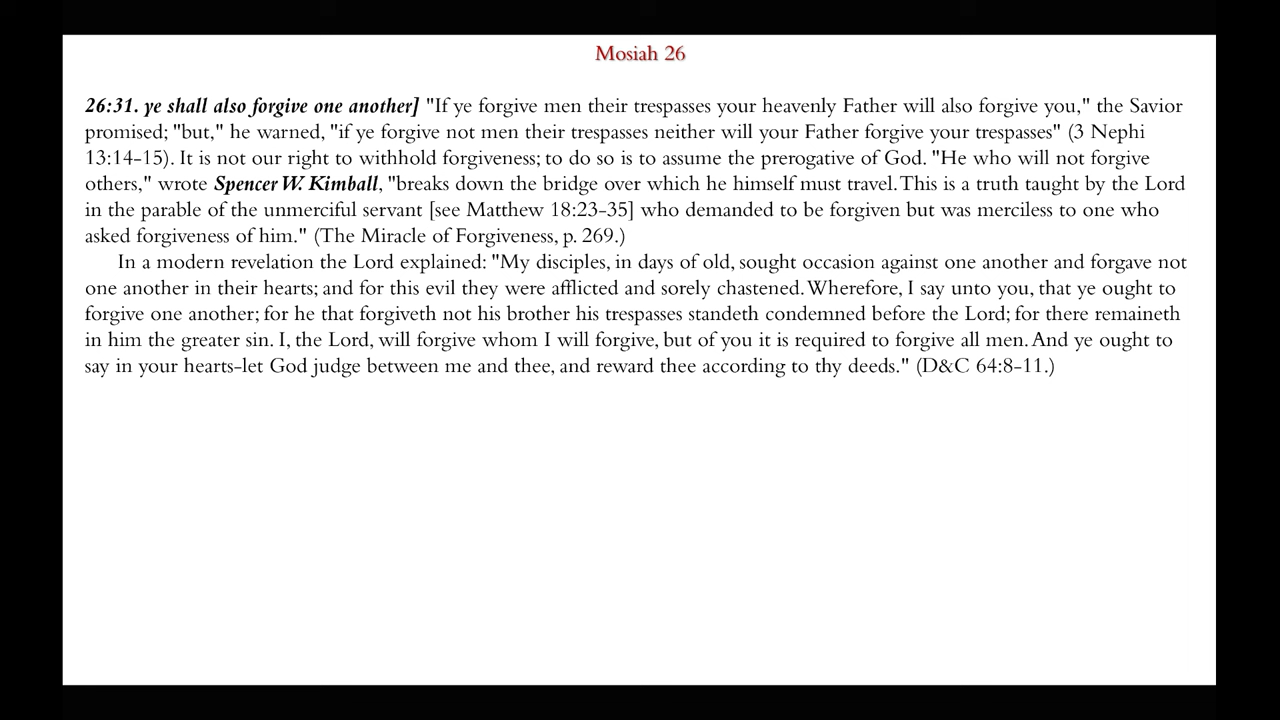 Mosiah 26
26:31. ye shall also forgive one another] "If ye forgive men their trespasses your heavenly Father will also forgive you," the Savior
promised; "but," he warned, "if ye forgive not men their trespasses neither will your Father forgive your trespasses" (3 Nephi
13:14-15). It is not our right to withhold forgiveness; to do so is to assume the prerogative of God. "He who will not forgive
others," wrote Spencer W. Kimball, "breaks down the bridge over which he himself must travel. This is a truth taught by the Lord
in the parable of the unmerciful servant [see Matthew 18:23-35] who demanded to be forgiven but was merciless to one who
asked forgiveness of him." (The Miracle of Forgiveness, p. 269.)
In a modern revelation the Lord explained: "My disciples, in days of old, sought occasion against one another and forgave not
one another in their hearts; and for this evil they were afflicted and sorely chastened. Wherefore, I say unto you, that ye ought to
forgive one another; for he that forgiveth not his brother his trespasses standeth condemned before the Lord; for there remaineth
in him the greater sin. I, the Lord, will forgive whom I will forgive, but of you it is required to forgive all men. And ye ought to
say in your hearts-let God judge between me and thee, and reward thee according to thy deeds." (D&C 64:8-11.)